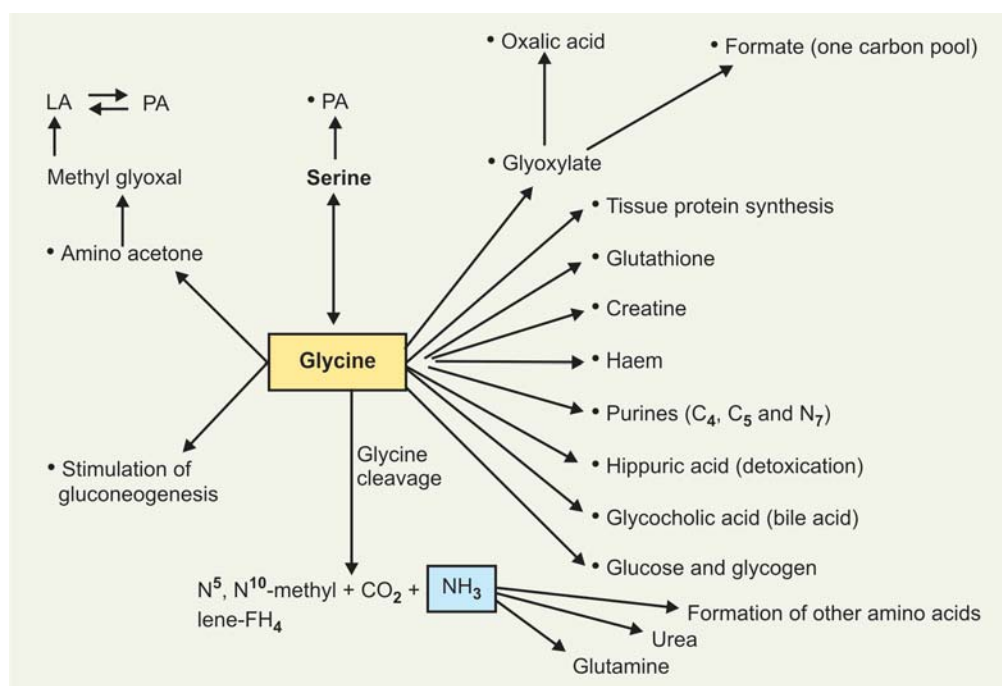 • Oxalic acid
• Formate (one carbon pool)
LA ⇄ PA
• PA
• Glyoxylate
Methyl glyoxal
Serine
• Tissue protein synthesis
• Amino acetone
• Glutathione
• Creatine
Glycine
• Haem
• Purines (C₄, C₅ and N₇)
Glycine
cleavage
• Stimulation of
gluconeogenesis
• Hippuric acid (detoxication)
• Glycocholic acid (bile acid)
• Glucose and glycogen
N⁵, N¹⁰-methyl + CO₂ + NH₃
lene-FH₄
Formation of other amino acids
Urea
Glutamine